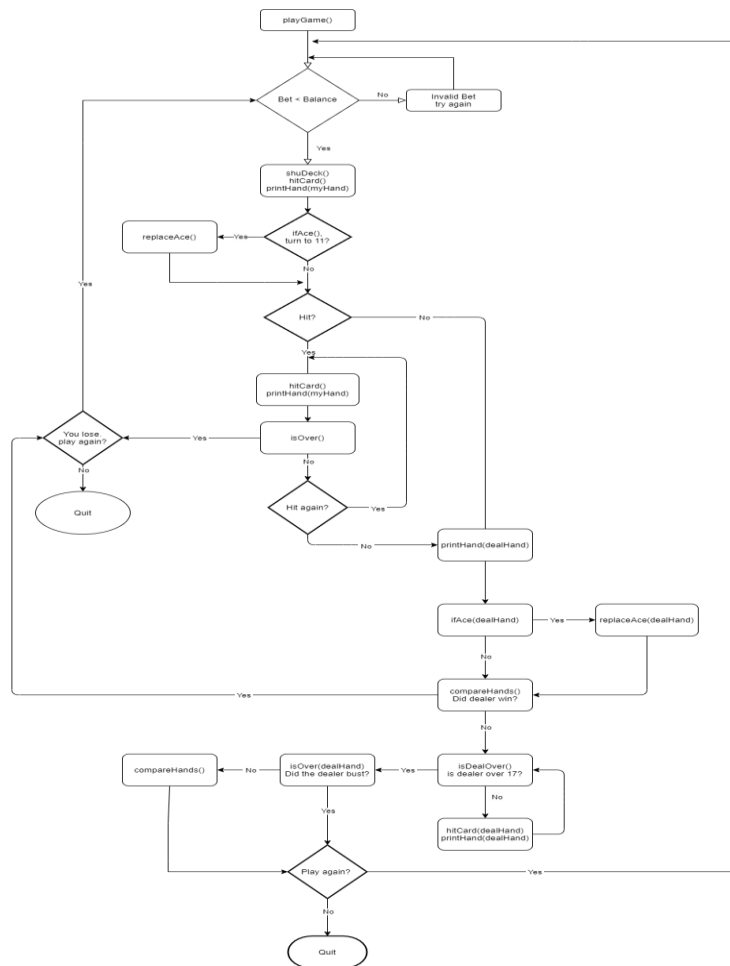 playGame()
Bet < Balance
No
Invalid Bet
try again
Yes
shuDeck()
hitCard()
printHand(myHand)
ifAce(),
turn to 11?
Yes
replaceAce()
No
Hit?
No
Yes
Yes
hitCard()
printHand(myHand)
You lose,
play again?
Yes
isOver()
No
No
Quit
Hit again?
Yes
No
printHand(dealHand)
ifAce(dealHand)
Yes
replaceAce(dealHand)
No
Yes
compareHands()
Did dealer win?
No
compareHands()
No
isOver(dealHand)
Did the dealer bust?
Yes
isDealOver()
is dealer over 17?
Yes
No
hitCard(dealHand)
printHand(dealHand)
Play again?
Yes
No
Quit